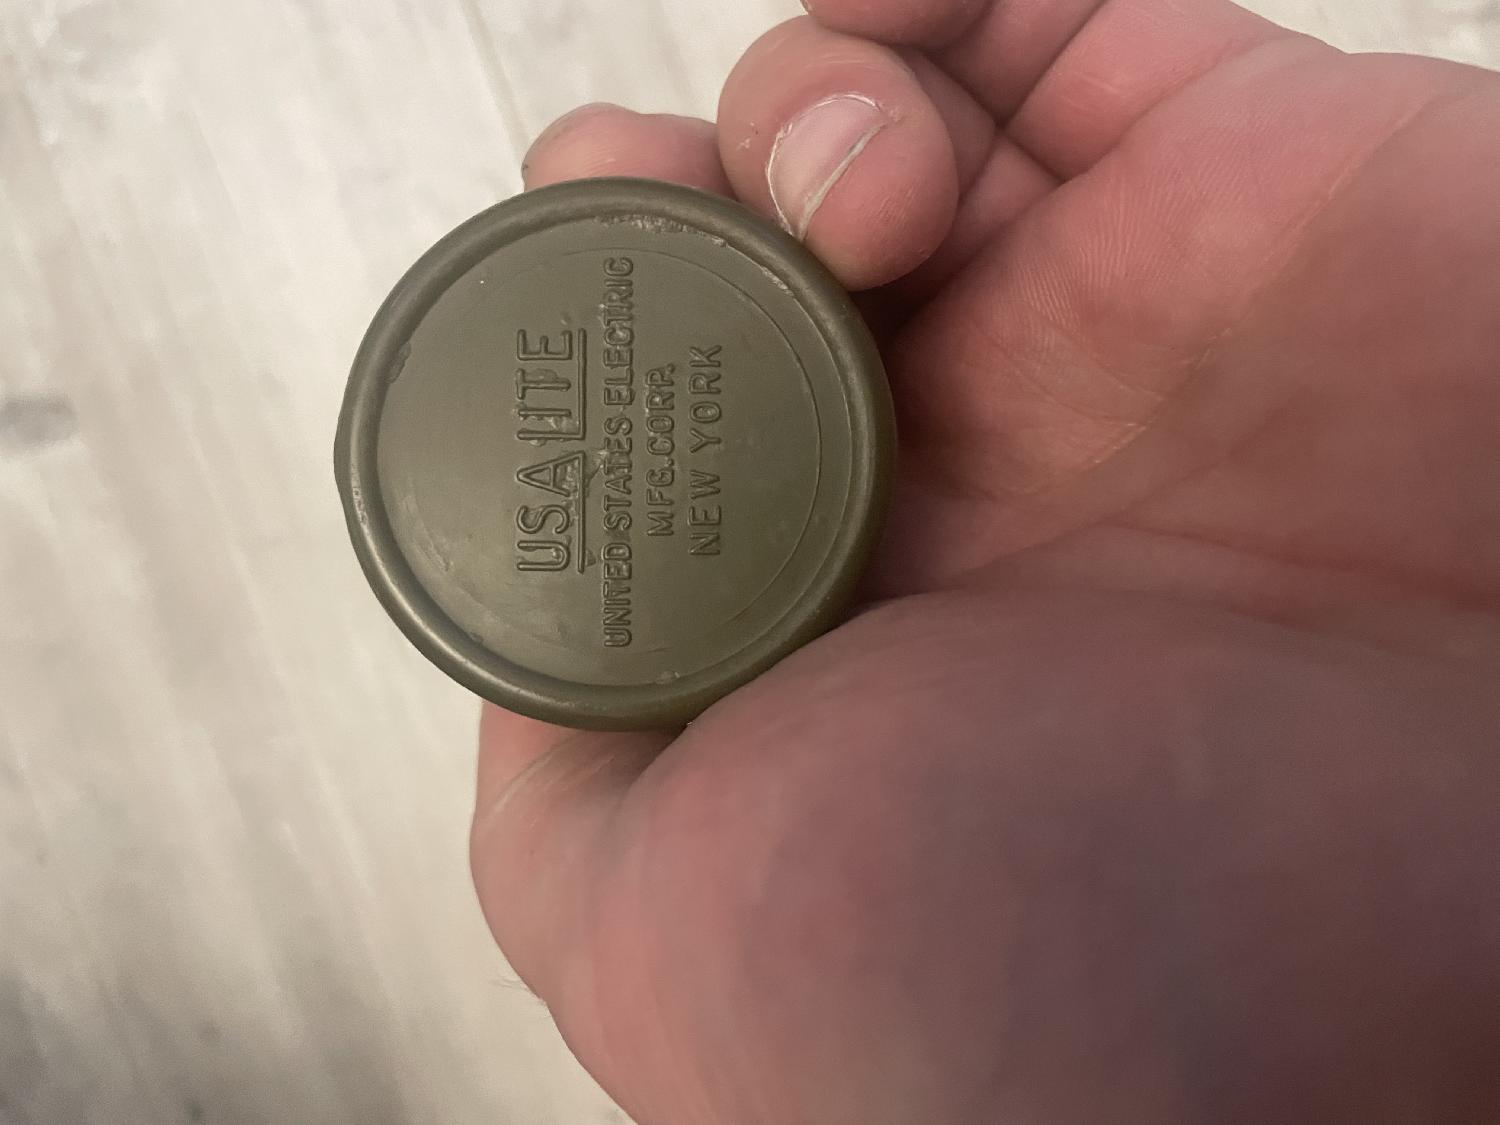 USALITE
UNITED STATES ELECTRIC
MFG. CORP.
NEW YORK